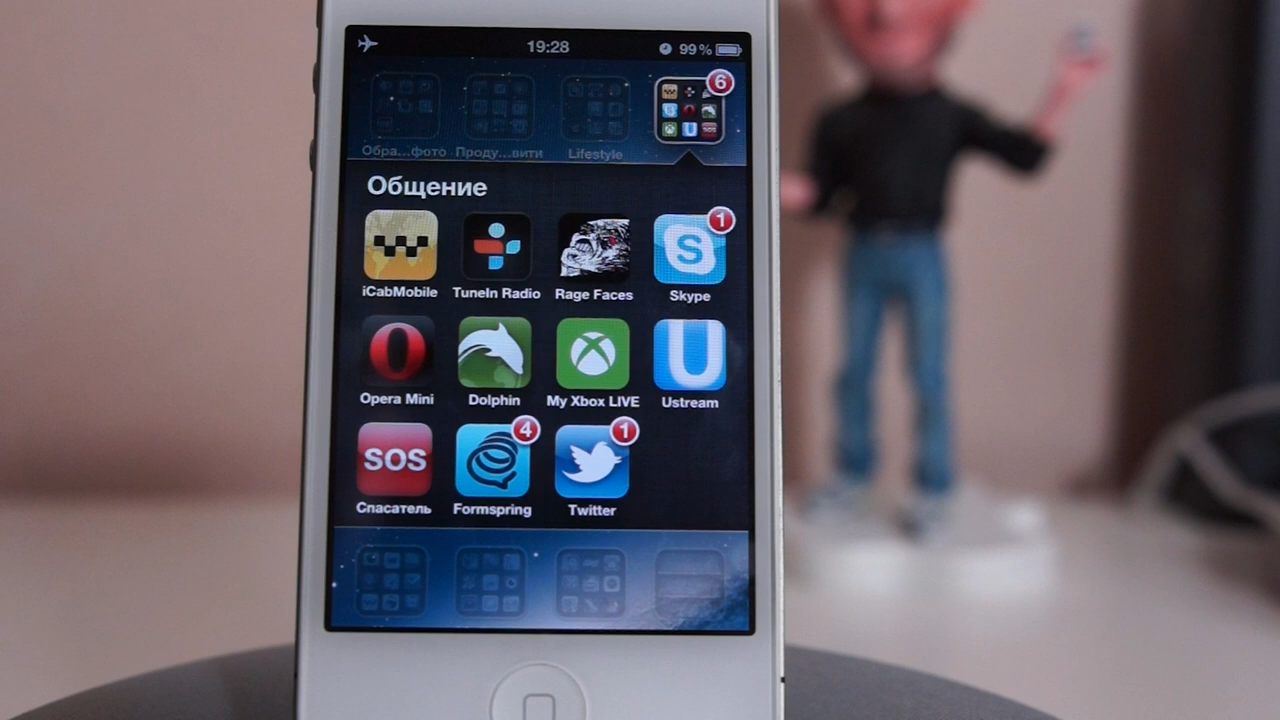 19:28 99%
6
Обра...фото Проду...вити Lifestyle
Общение
1
iCabMobile TuneIn Radio Rage Faces Skype
Opera Mini Dolphin My Xbox LIVE Ustream
SOS 4 1
Спасатель Formspring Twitter